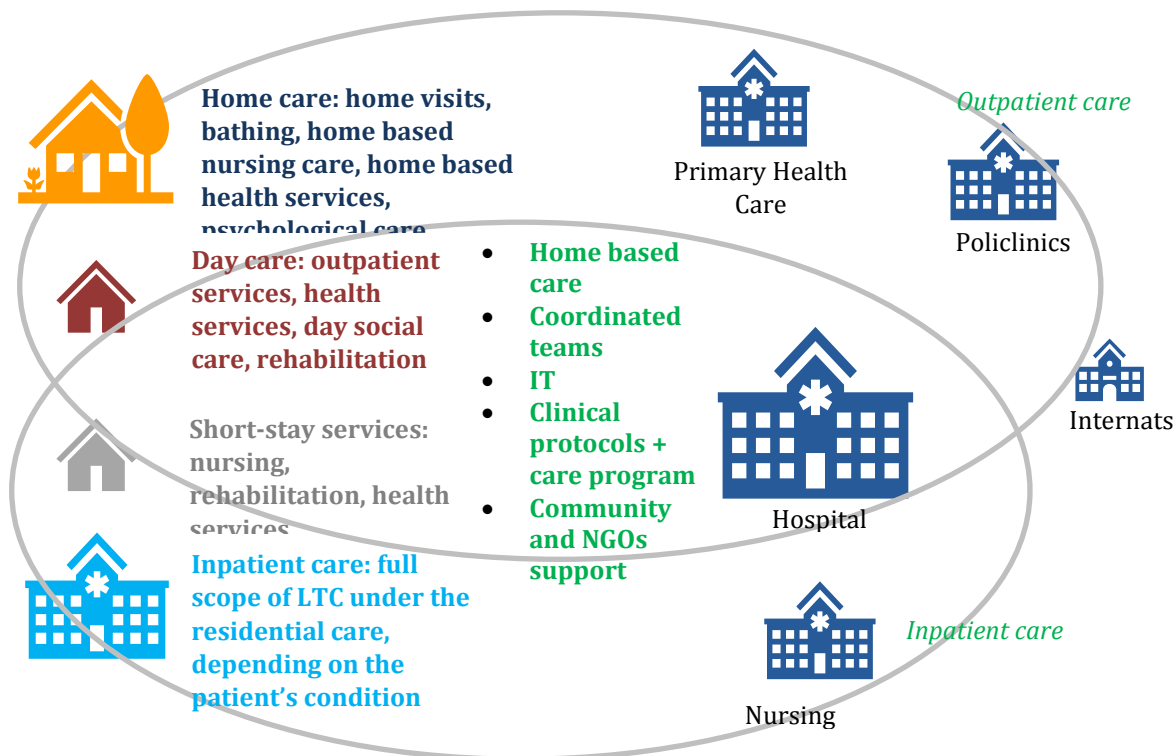 Home care: home visits,
bathing, home based
nursing care, home based
health services,
psychological care
Primary Health
Care
Outpatient care
Policlinics
Day care: outpatient
services, health
services, day social
care, rehabilitation
Short-stay services:
nursing,
rehabilitation, health
services
Inpatient care: full
scope of LTC under the
residential care,
depending on the
patient’s condition
• Home based
care
• Coordinated
teams
• IT
• Clinical
protocols +
care program
• Community
and NGOs
support
Hospital
Internats
Inpatient care
Nursing